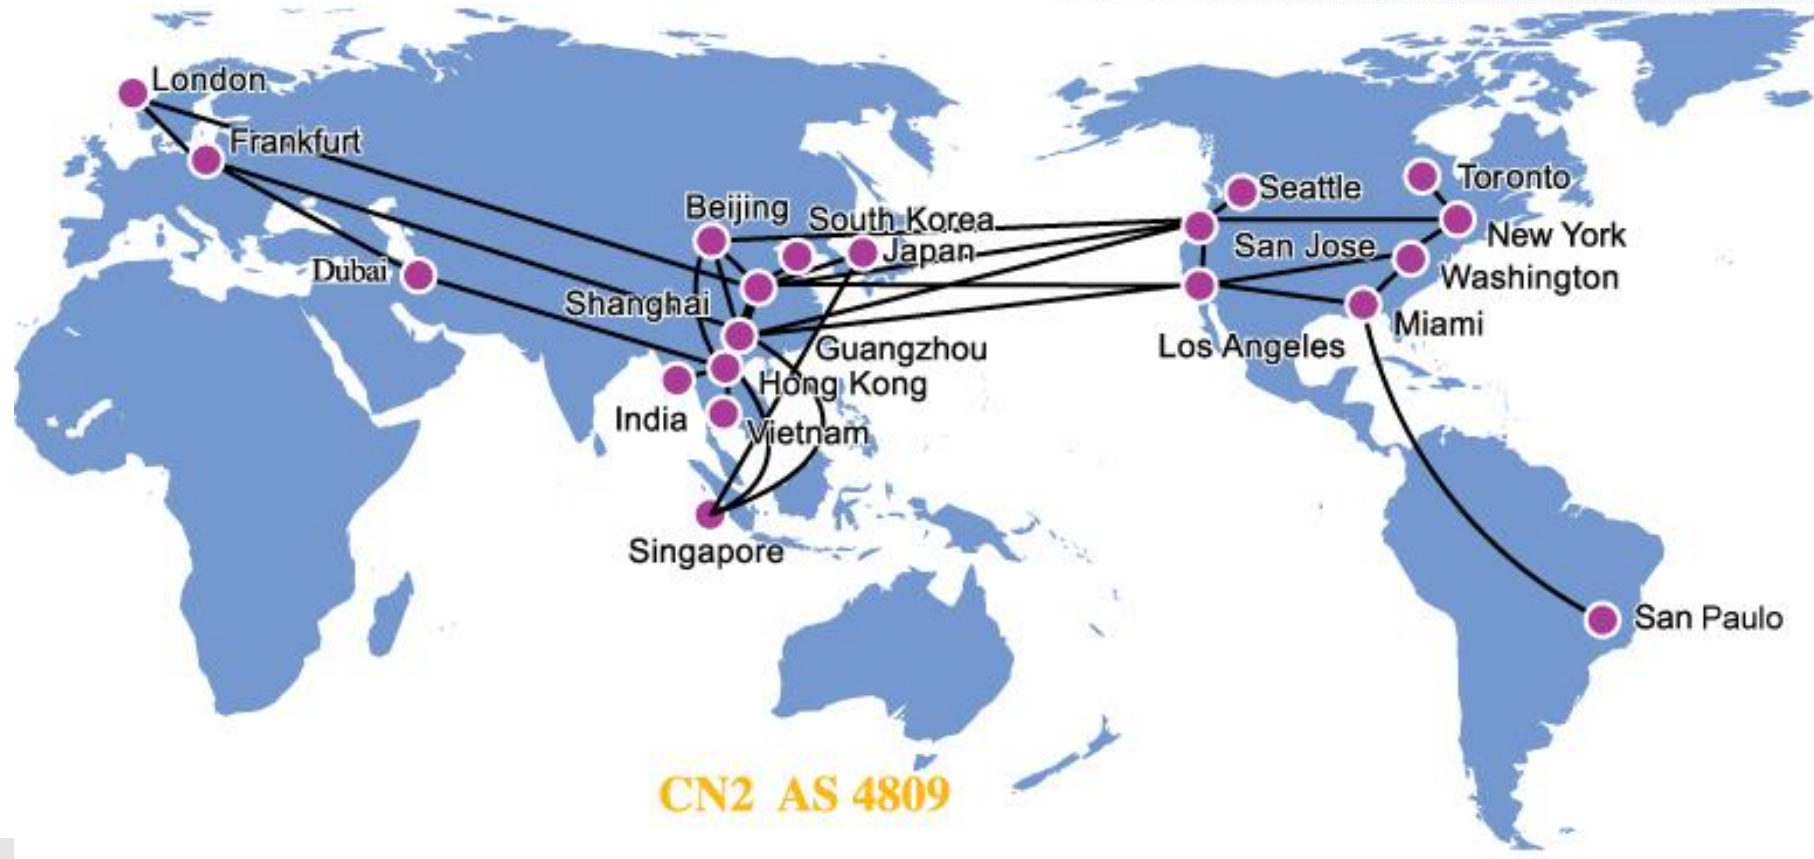 London
Frankfurt
Dubai
Beijing
South Korea
Japan
Shanghai
Guangzhou
Hong Kong
India
Vietnam
Singapore
Seattle
Toronto
San Jose
New York
Washington
Los Angeles
Miami
San Paulo
CN2 AS 4809